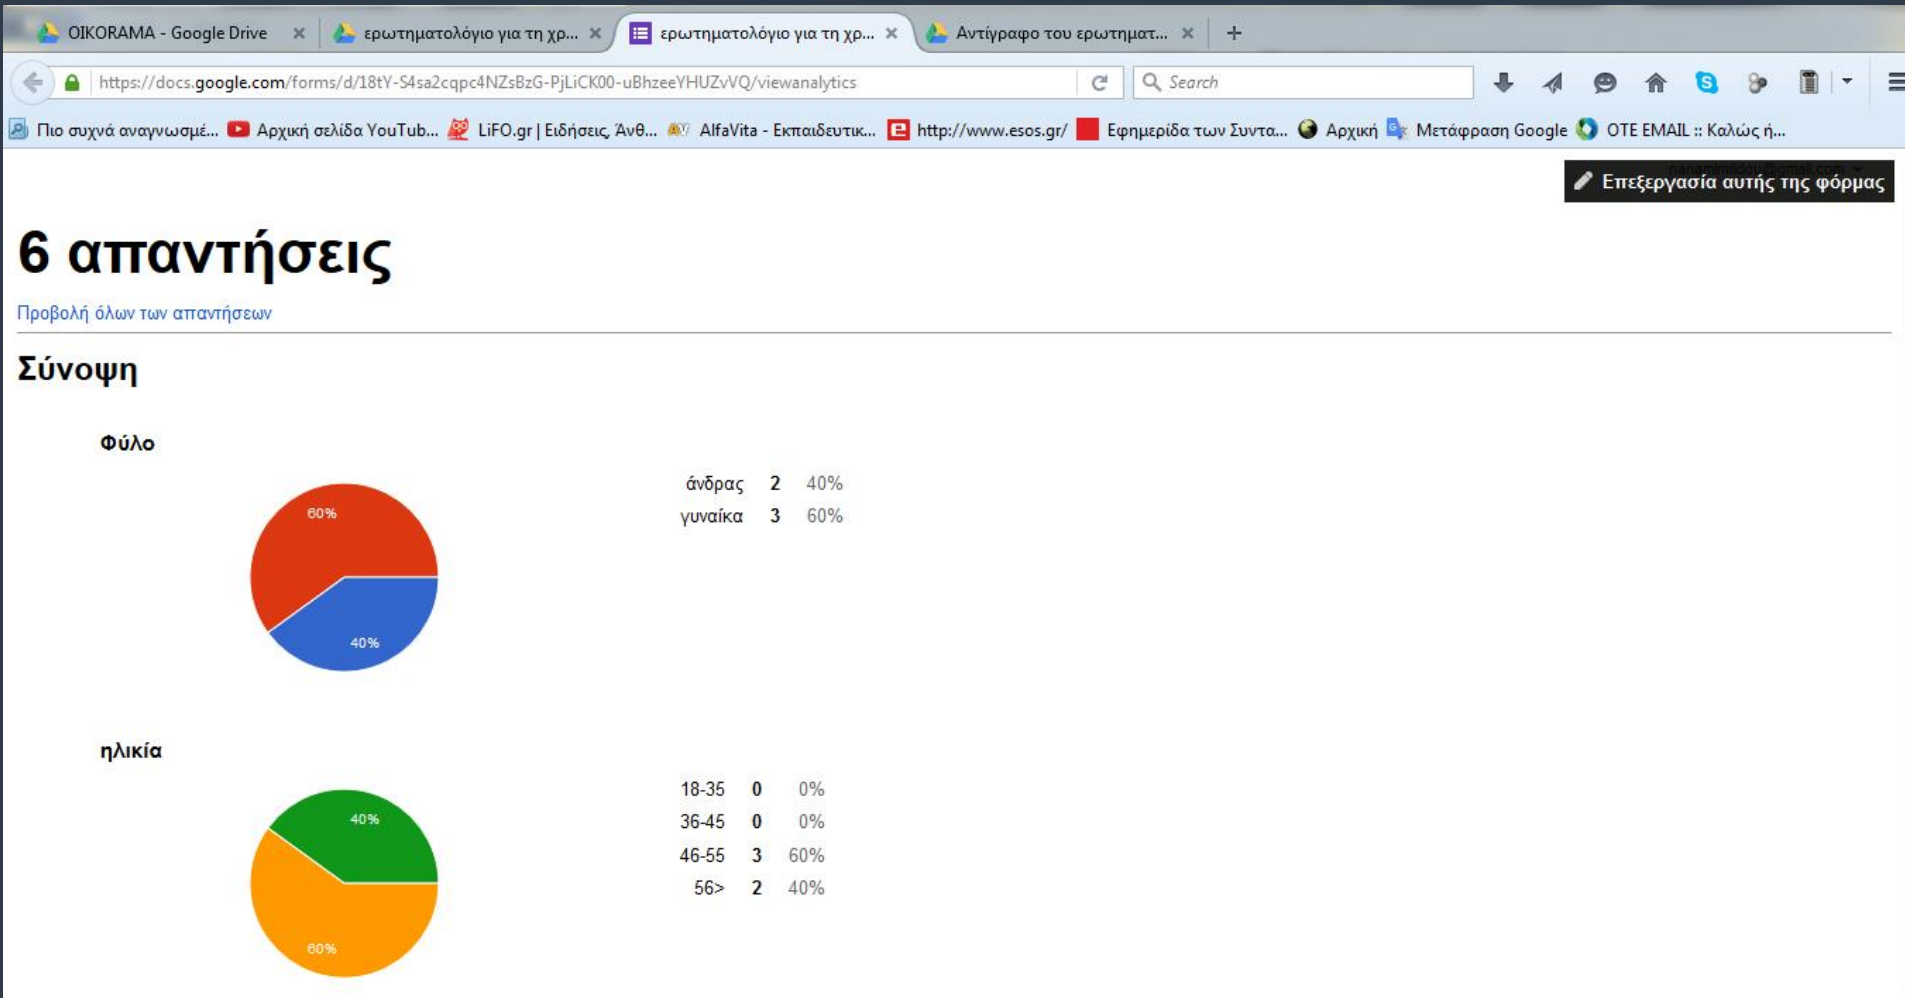 OIKORAMA - Google Drive ερωτηματολόγιο για τη χρ... ερωτηματολόγιο για τη χρ... Αντίγραφο του ερωτηματ...
https://docs.google.com/forms/d/18tY-S4sa2cqpc4NZsBzG-PjLiCK00-uBhzeeYHUZvVQ/viewanalytics Search
Πιο συχνά αναγνωσμέ... Αρχική σελίδα YouTub... LiFO.gr | Ειδήσεις, Άνθ... AlfaVita - Εκπαιδευτικ... http://www.esos.gr/ Εφημερίδα των Συντα... Αρχική Μετάφραση Google OTE EMAIL :: Καλώς ή...
Επεξεργασία αυτής της φόρμας
6 απαντήσεις
Προβολή όλων των απαντήσεων
Σύνοψη
Φύλο
60%
40%
άνδρας 2 40%
γυναίκα 3 60%
ηλικία
40%
60%
18-35 0 0%
36-45 0 0%
46-55 3 60%
56> 2 40%